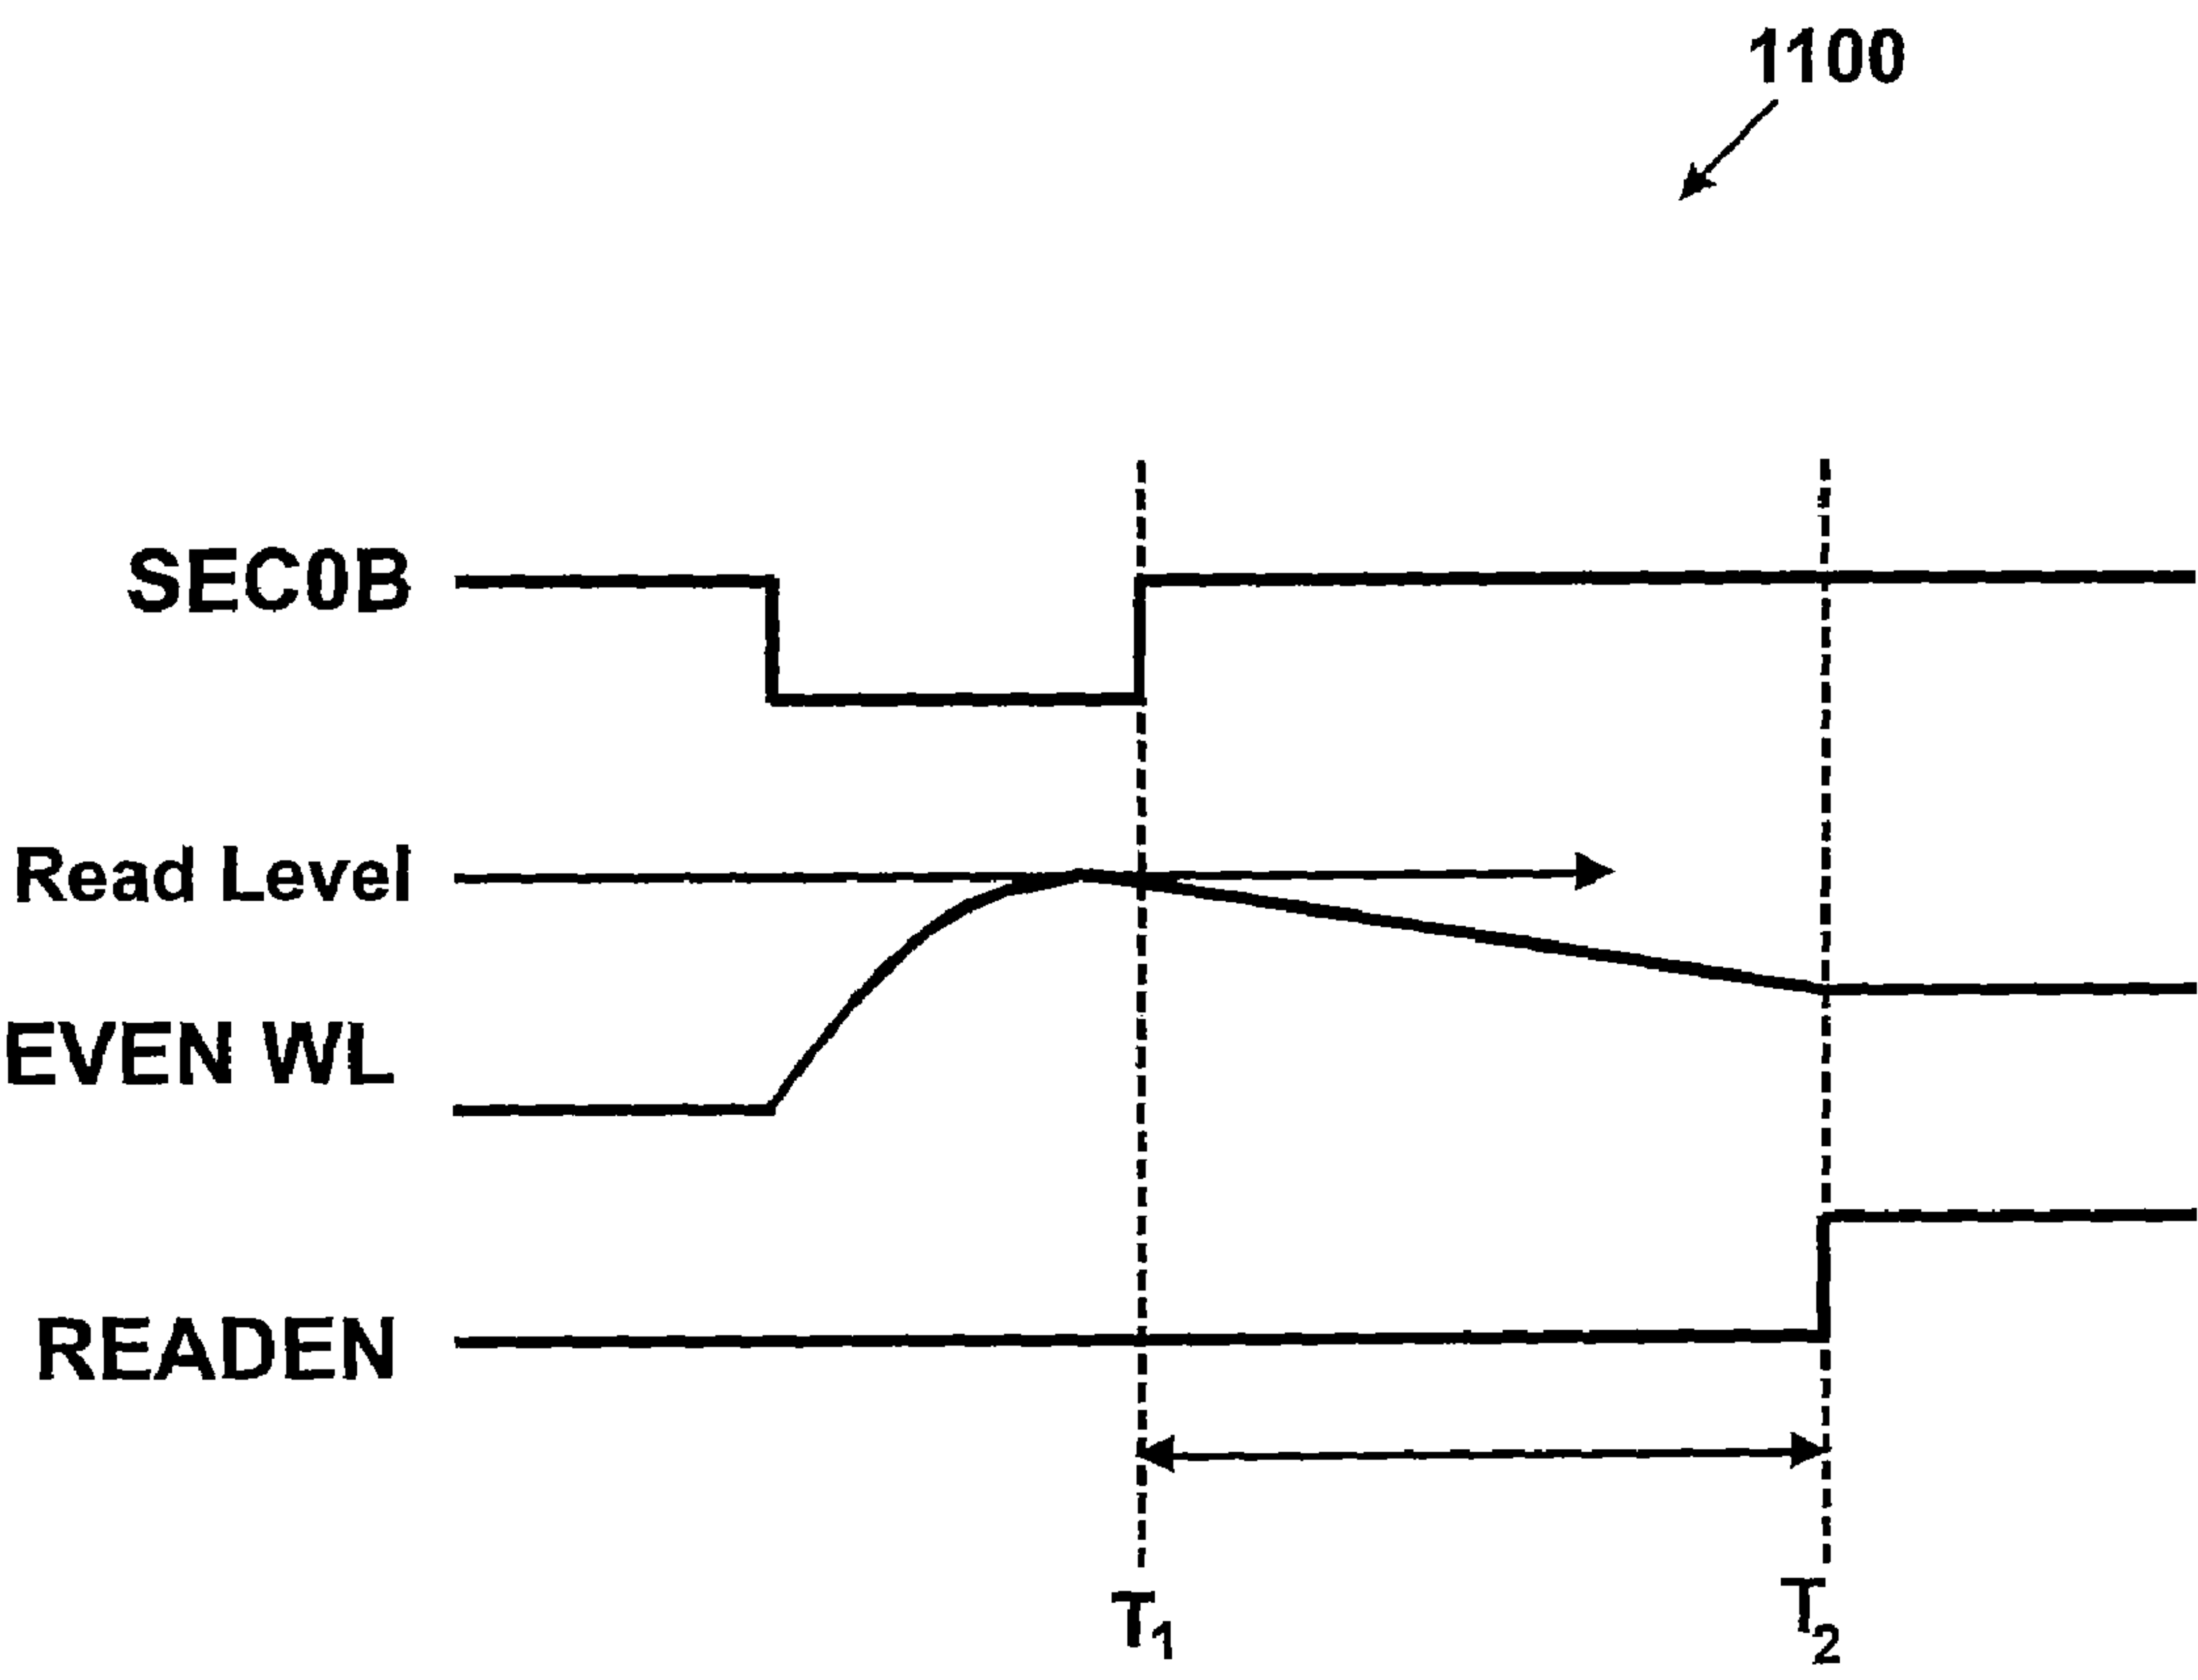 1100
SEC0B
Read Level
EVEN WL
READEN
T1
T2